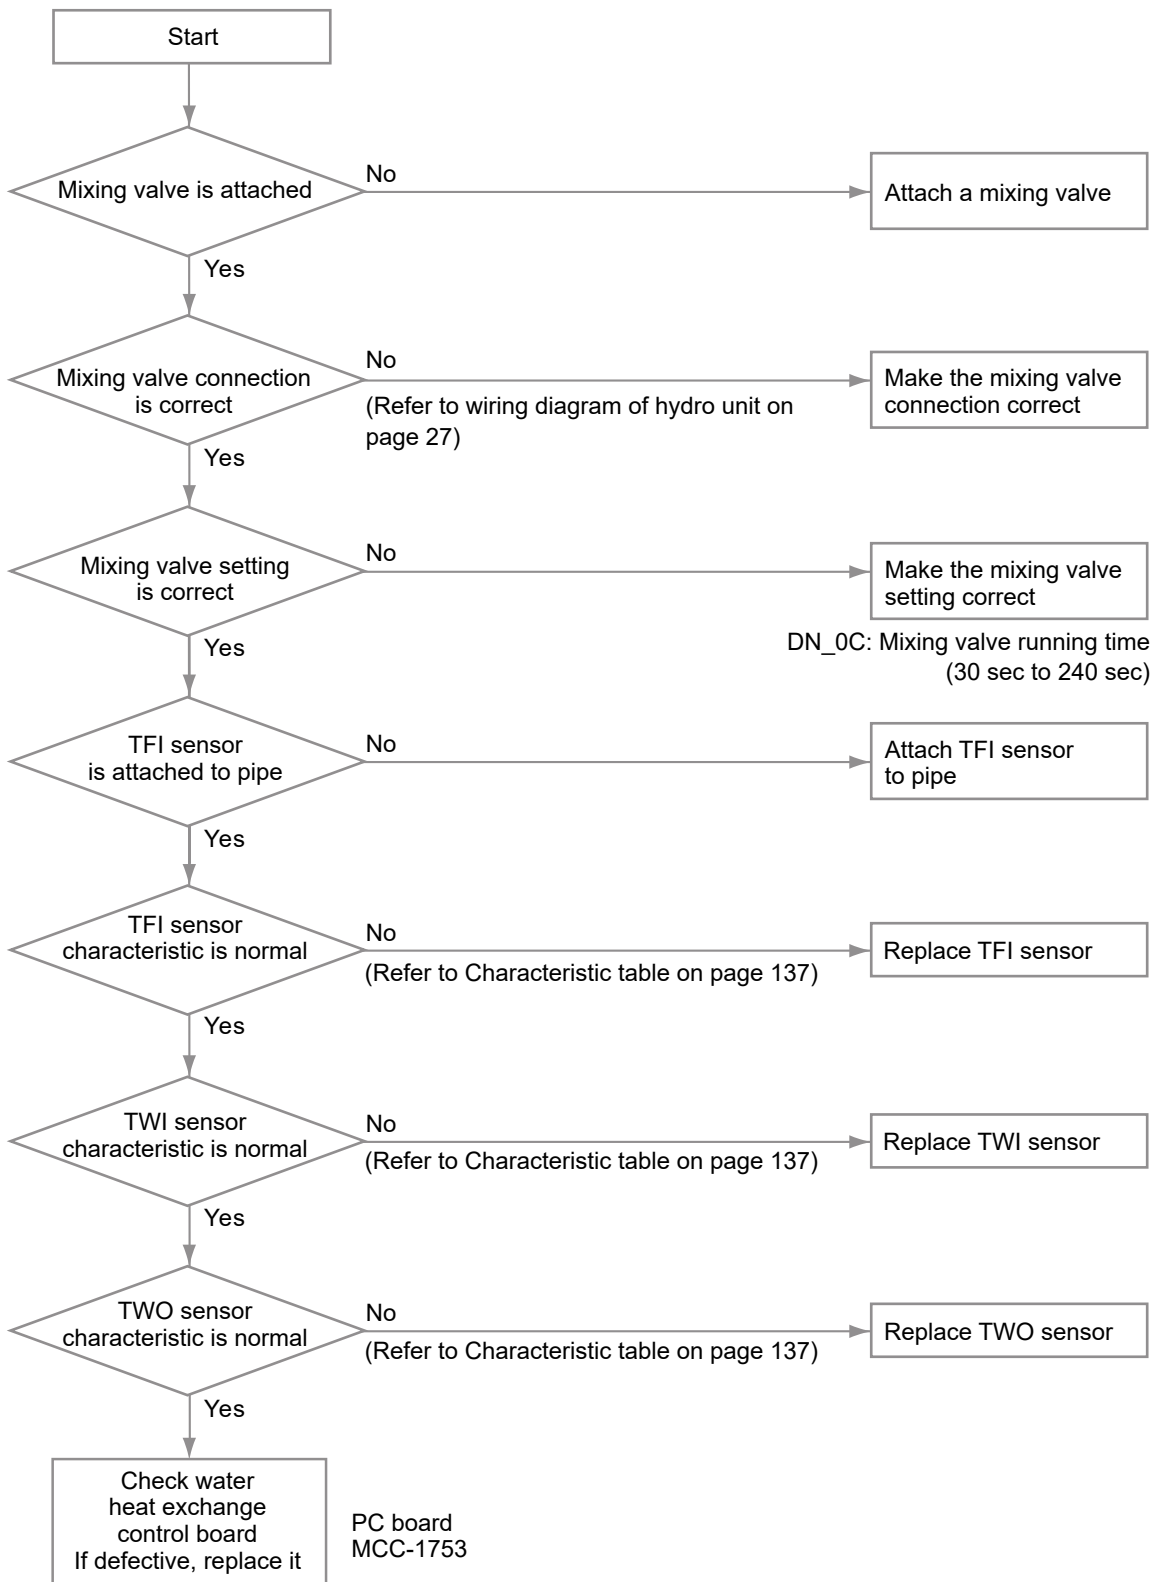 Start
Mixing valve is attached
No
Attach a mixing valve
Yes
Mixing valve connection
is correct
No
(Refer to wiring diagram of hydro unit on
page 27)
Make the mixing valve
connection correct
Yes
Mixing valve setting
is correct
No
Make the mixing valve
setting correct
DN_0C: Mixing valve running time
(30 sec to 240 sec)
Yes
TFI sensor
is attached to pipe
No
Attach TFI sensor
to pipe
Yes
TFI sensor
characteristic is normal
No
(Refer to Characteristic table on page 137)
Replace TFI sensor
Yes
TWI sensor
characteristic is normal
No
(Refer to Characteristic table on page 137)
Replace TWI sensor
Yes
TWO sensor
characteristic is normal
No
(Refer to Characteristic table on page 137)
Replace TWO sensor
Yes
Check water
heat exchange
control board
If defective, replace it
PC board
MCC-1753